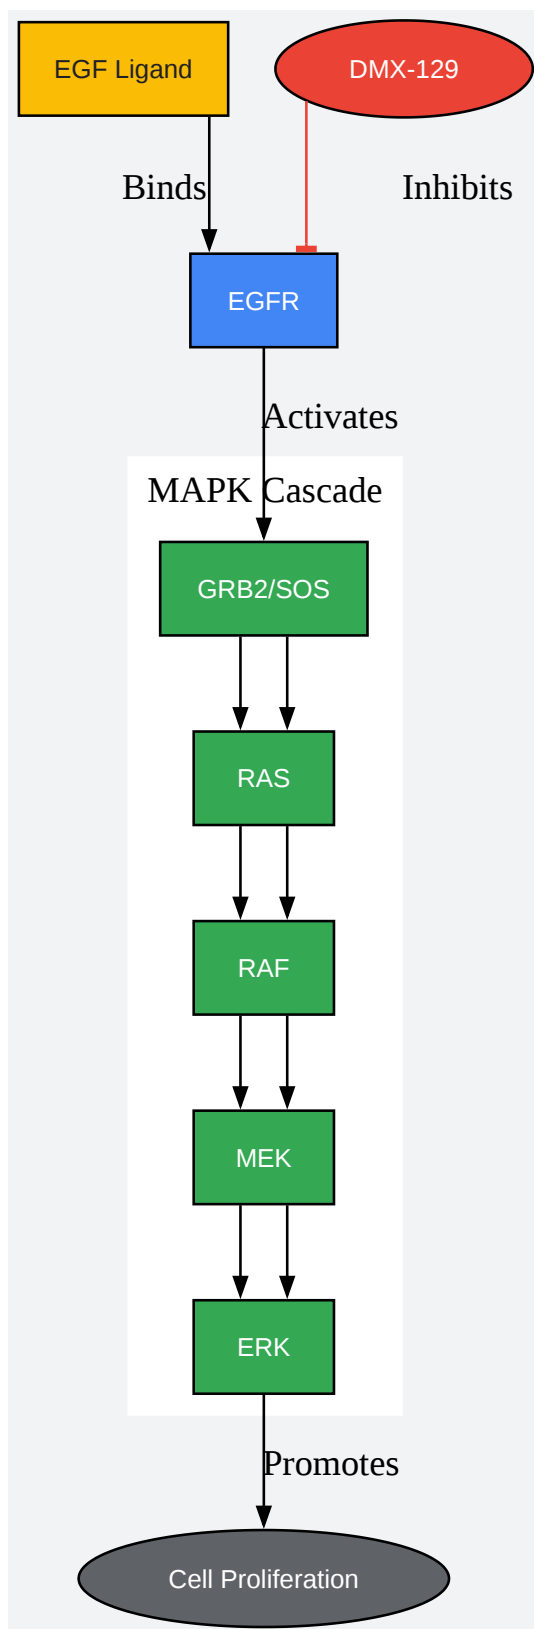 EGF Ligand
DMX-129
Binds
Inhibits
EGFR
Activates
MAPK Cascade
GRB2/SOS
RAS
RAF
MEK
ERK
Promotes
Cell Proliferation